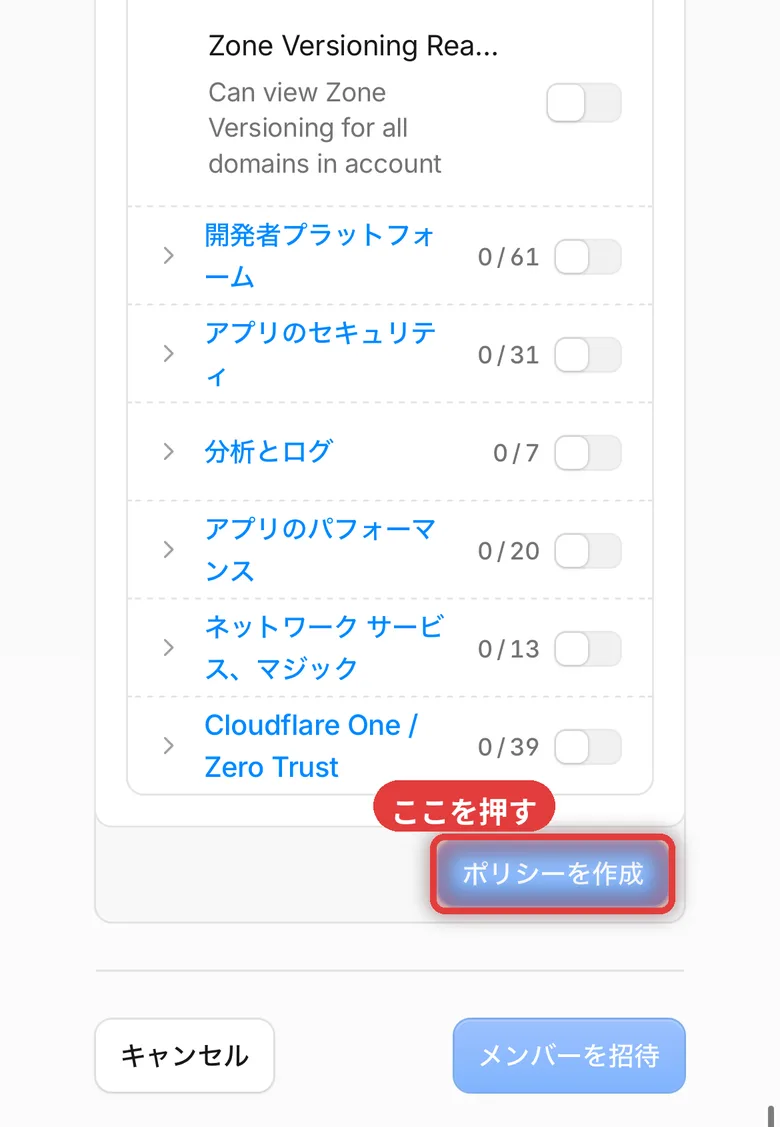 Zone Versioning Rea...
Can view Zone
Versioning for all
domains in account
開発者プラットフォ
ーム
0/61
アプリのセキュリテ
ィ
0/31
分析とログ
0/7
アプリのパフォーマ
ンス
0/20
ネットワーク サービ
ス、マジック
0/13
Cloudflare One /
Zero Trust
0/39
ここを押す
ポリシーを作成
キャンセル
メンバーを招待